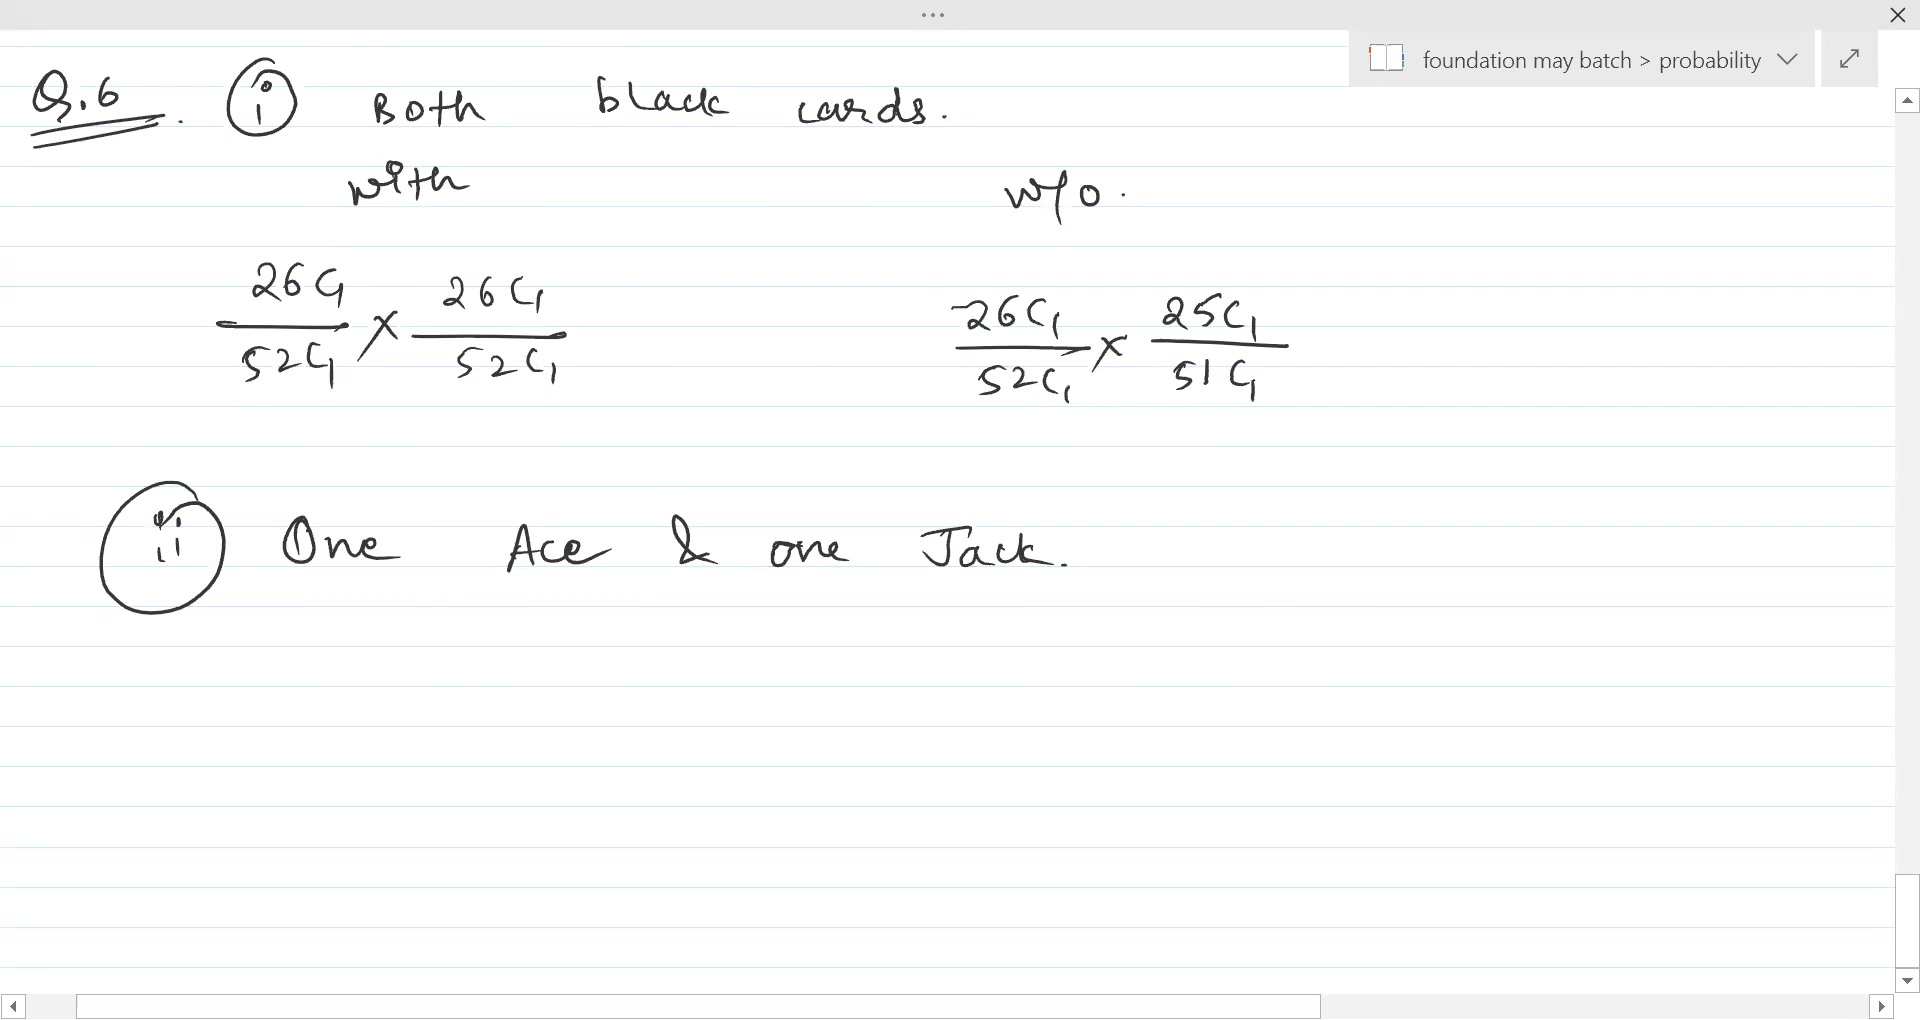 foundation may batch > probability
Q.6. (i) Both black cards.
with w/o.
26C1/52C1 × 26C1/52C1 26C1/52C1 × 25C1/51C1
(ii) One Ace & one Jack.